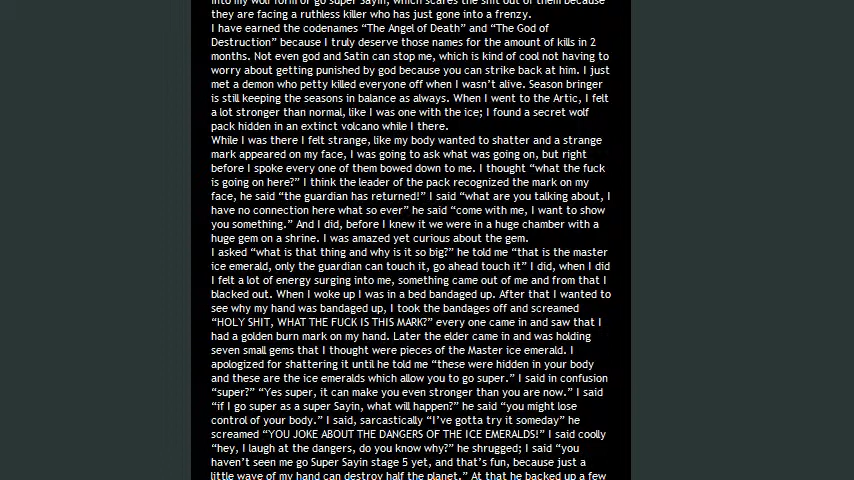 into my wolf form or go super Sayin, which scares the shit out of them because
they are facing a ruthless killer who has just gone into a frenzy.
I have earned the codenames “The Angel of Death” and “The God of
Destruction” because I truly deserve those names for the amount of kills in 2
months. Not even god and Satin can stop me, which is kind of cool not having to
worry about getting punished by god because you can strike back at him. I just
met a demon who petty killed everyone off when I wasn’t alive. Season bringer
is still keeping the seasons in balance as always. When I went to the Artic, I felt
a lot stronger than normal, like I was one with the ice; I found a secret wolf
pack hidden in an extinct volcano while I there.
While I was there I felt strange, like my body wanted to shatter and a strange
mark appeared on my face, I was going to ask what was going on, but right
before I spoke every one of them bowed down to me. I thought “what the fuck
is going on here?” I think the leader of the pack recognized the mark on my
face, he said “the guardian has returned!” I said “what are you talking about, I
have no connection here what so ever” he said “come with me, I want to show
you something.” And I did, before I knew it we were in a huge chamber with a
huge gem on a shrine. I was amazed yet curious about the gem.
I asked “what is that thing and why is it so big?” he told me “that is the master
ice emerald, only the guardian can touch it, go ahead touch it” I did, when I did
I felt a lot of energy surging into me, something came out of me and from that I
blacked out. When I woke up I was in a bed bandaged up. After that I wanted to
see why my hand was bandaged up, I took the bandages off and screamed
“HOLY SHIT, WHAT THE FUCK IS THIS MARK?” every one came in and saw that I
had a golden burn mark on my hand. Later the elder came in and was holding
seven small gems that I thought were pieces of the Master ice emerald. I
apologized for shattering it until he told me “these were hidden in your body
and these are the ice emeralds which allow you to go super.” I said in confusion
“super?” “Yes super, it can make you even stronger than you are now.” I said
“if I go super as a super Sayin, what will happen?” he said “you might lose
control of your body.” I said, sarcastically “I’ve gotta try it someday” he
screamed “YOU JOKE ABOUT THE DANGERS OF THE ICE EMERALDS!” I said coolly
“hey, I laugh at the dangers, do you know why?” he shrugged; I said “you
haven’t seen me go Super Sayin stage 5 yet, and that’s fun, because just a
little wave of my hand can destroy half the planet.” At that he backed up a few